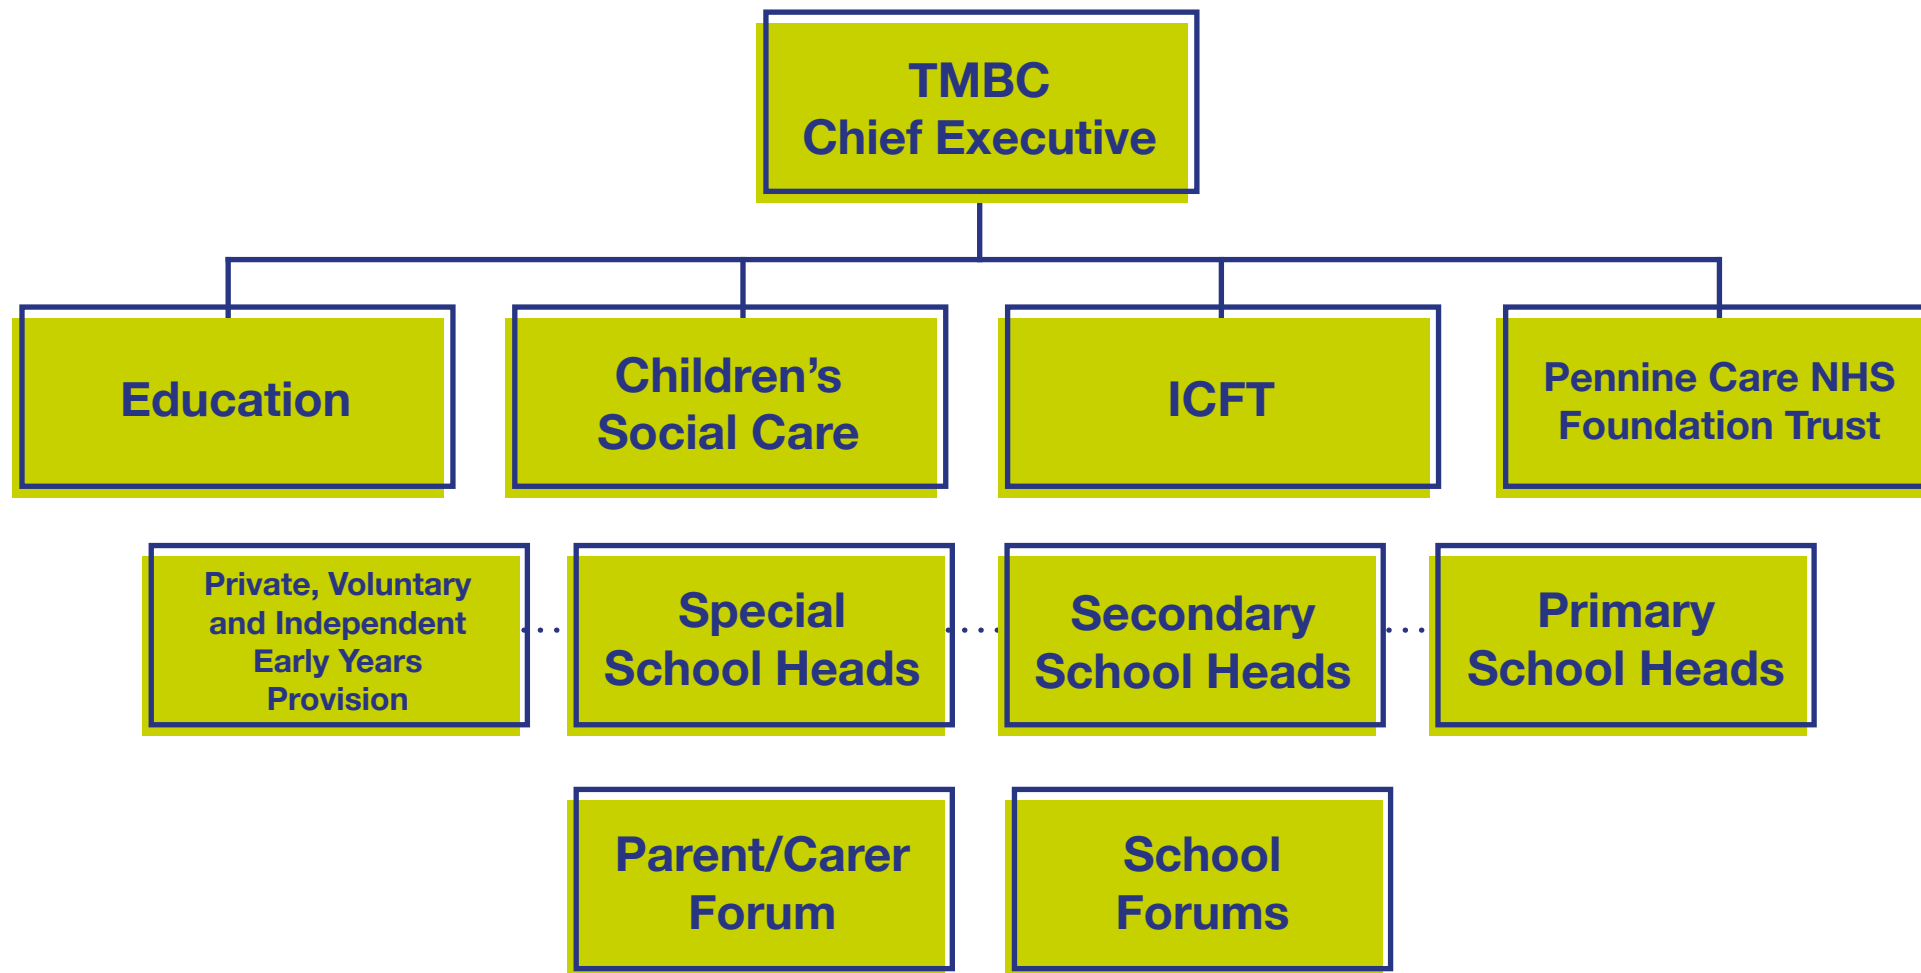 TMBC
Chief Executive
Education
Children’s
Social Care
ICFT
Pennine Care NHS
Foundation Trust
Private, Voluntary
and Independent
Early Years
Provision
Special
School Heads
Secondary
School Heads
Primary
School Heads
Parent/Carer
Forum
School
Forums